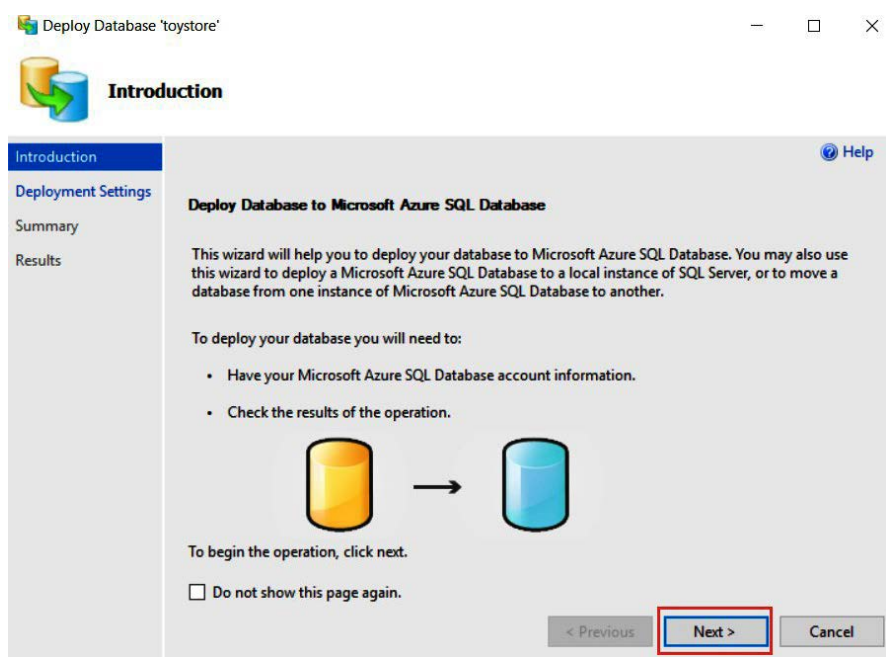 Deploy Database 'toystore'
Introduction
Introduction
Help
Deployment Settings
Summary
Results
Deploy Database to Microsoft Azure SQL Database
This wizard will help you to deploy your database to Microsoft Azure SQL Database. You may also use
this wizard to deploy a Microsoft Azure SQL Database to a local instance of SQL Server, or to move a
database from one instance of Microsoft Azure SQL Database to another.
To deploy your database you will need to:
• Have your Microsoft Azure SQL Database account information.
• Check the results of the operation.
To begin the operation, click next.
Do not show this page again.
< Previous
Next >
Cancel